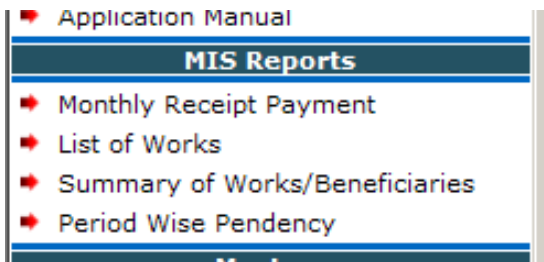 Application Manual
MIS Reports
Monthly Receipt Payment
List of Works
Summary of Works/Beneficiaries
Period Wise Pendency